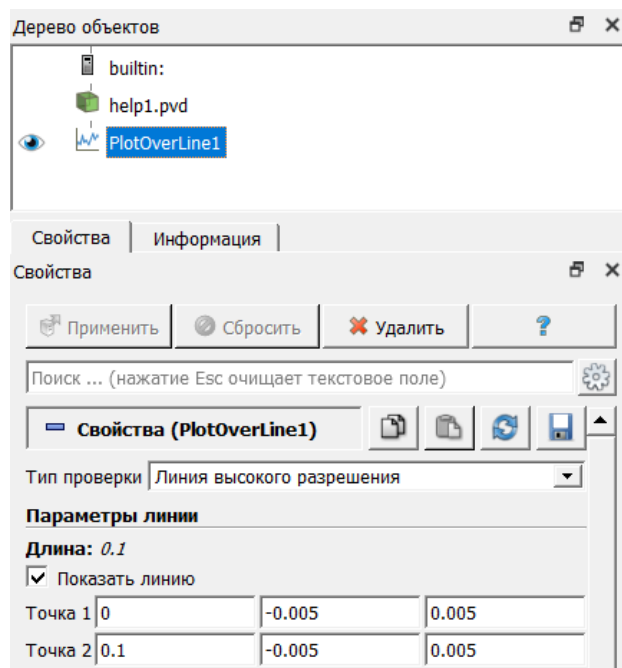 Дерево объектов
builtin:
help1.pvd
PlotOverLine1
Свойства Информация
Свойства
Применить Сбросить Удалить ?
Поиск ... (нажатие Esc очищает текстовое поле)
Свойства (PlotOverLine1)
Тип проверки Линия высокого разрешения
Параметры линии
Длина: 0.1
Показать линию
Точка 1 0 -0.005 0.005
Точка 2 0.1 -0.005 0.005